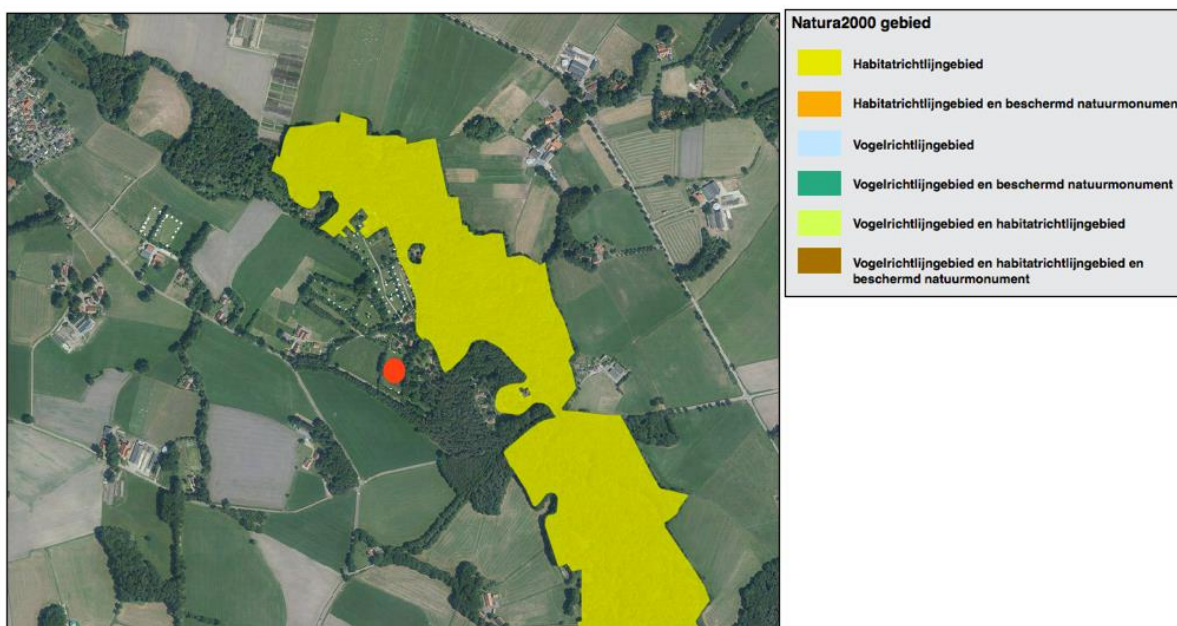 Natura2000 gebied
Habitatrichtlijngebied
Habitatrichtlijngebied en beschermd natuurmonument
Vogelrichtlijngebied
Vogelrichtlijngebied en beschermd natuurmonument
Vogelrichtlijngebied en habitatrichtlijngebied
Vogelrichtlijngebied en habitatrichtlijngebied en
beschermd natuurmonument